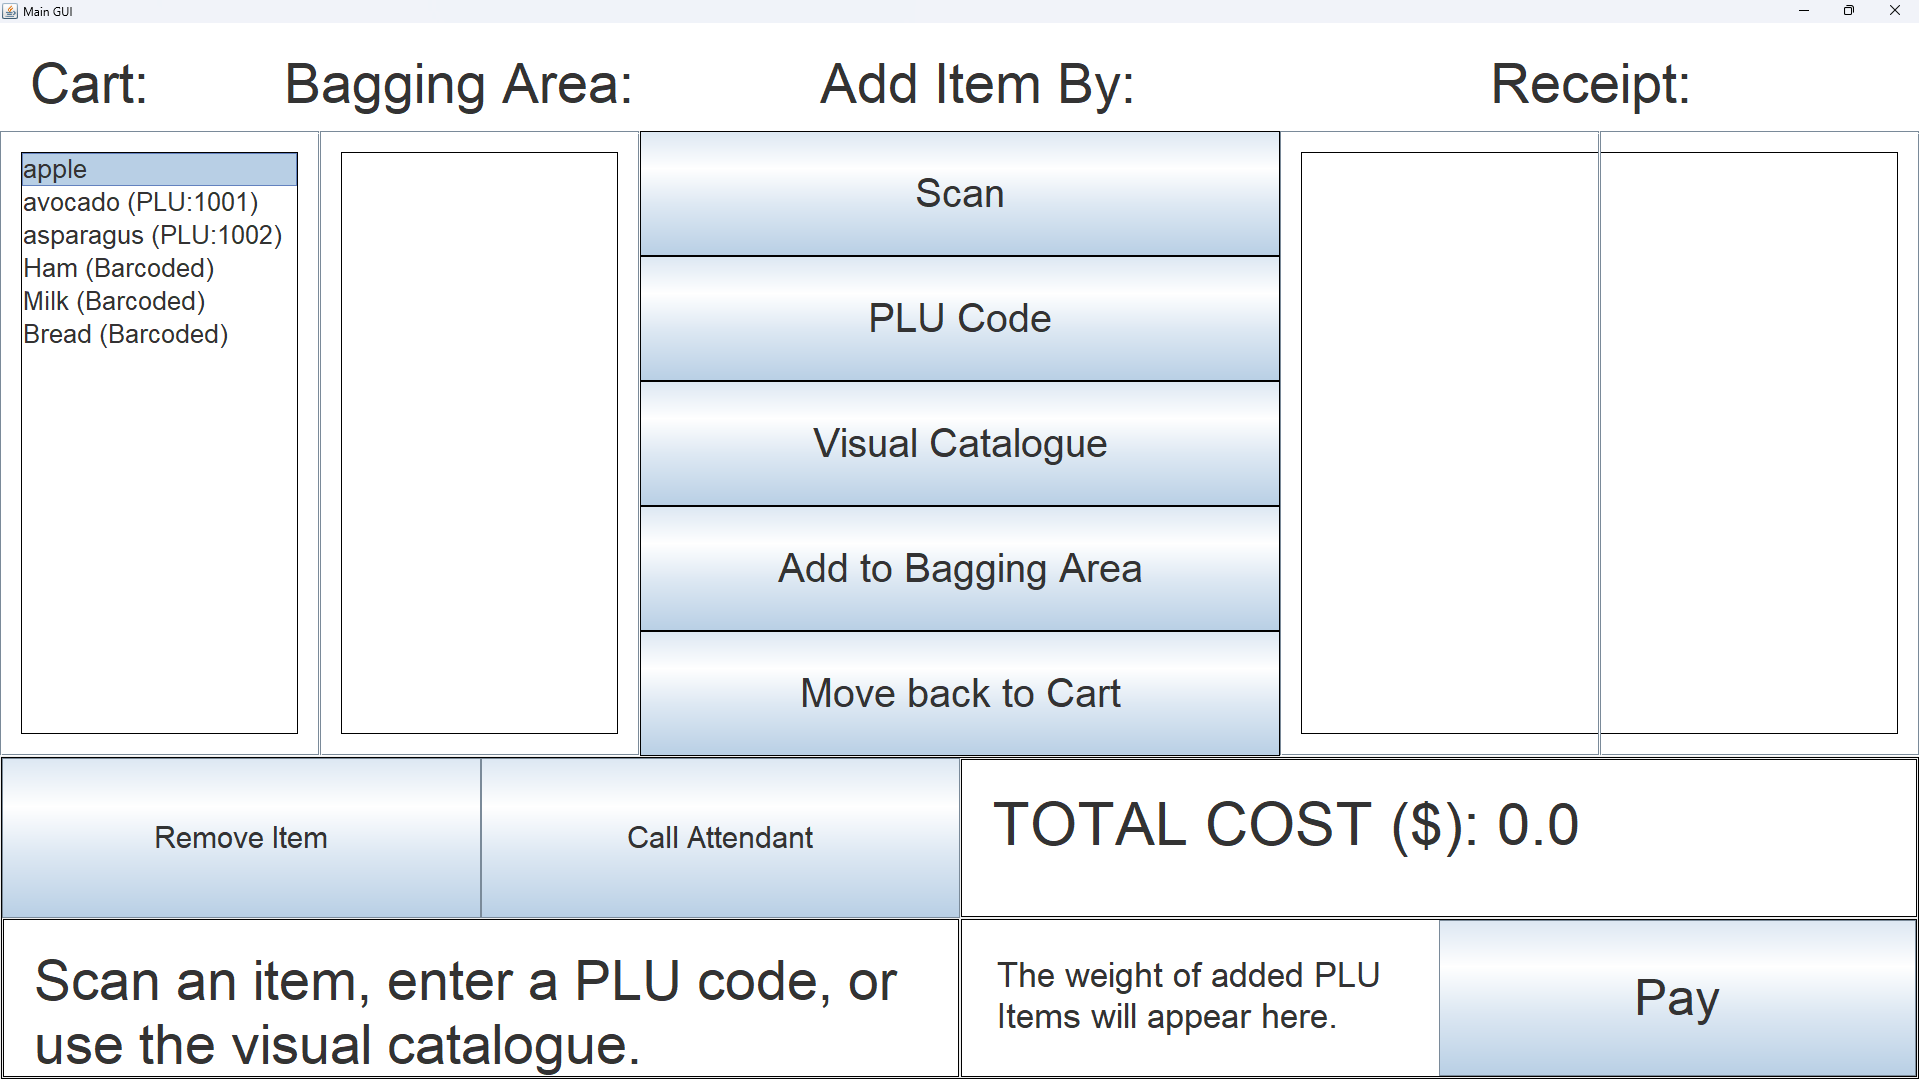 Main GUI
Cart:
Bagging Area:
Add Item By:
Receipt:
apple
avocado (PLU:1001)
asparagus (PLU:1002)
Ham (Barcoded)
Milk (Barcoded)
Bread (Barcoded)
Scan
PLU Code
Visual Catalogue
Add to Bagging Area
Move back to Cart
Remove Item
Call Attendant
TOTAL COST ($): 0.0
Scan an item, enter a PLU code, or
use the visual catalogue.
The weight of added PLU
Items will appear here.
Pay